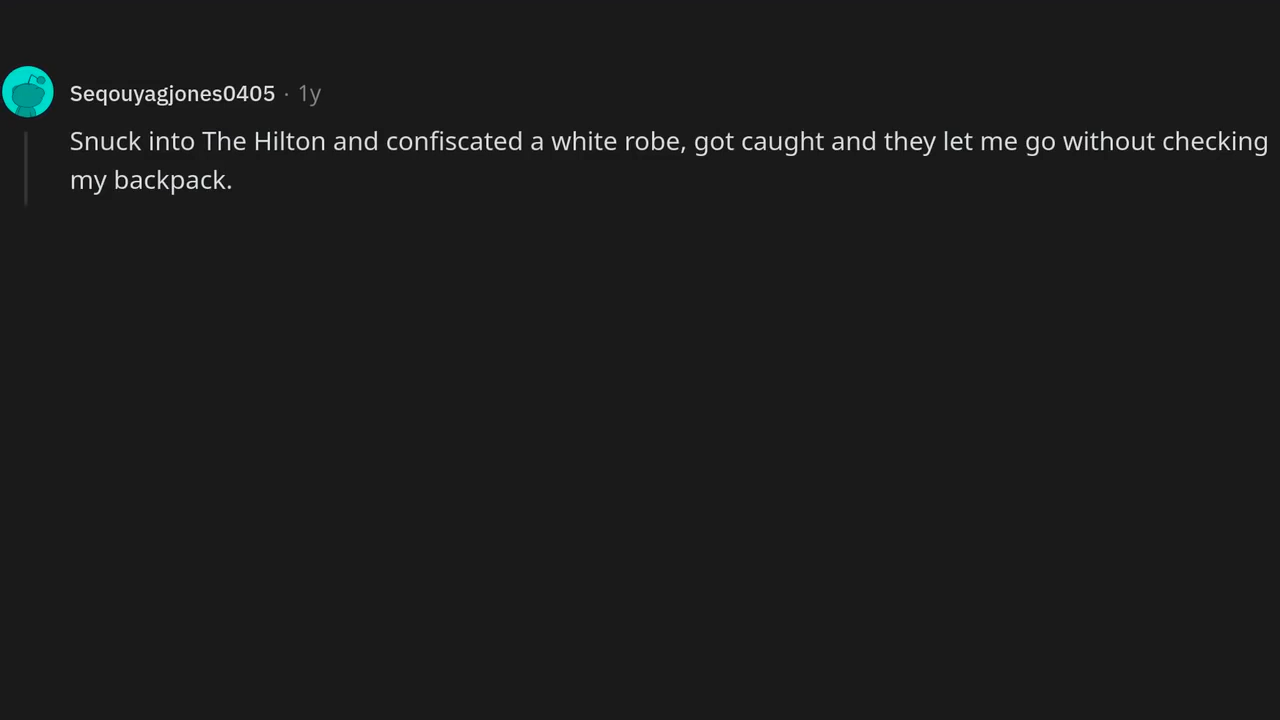 Seqouyagjones0405 · 1y
Snuck into The Hilton and confiscated a white robe, got caught and they let me go without checking
my backpack.